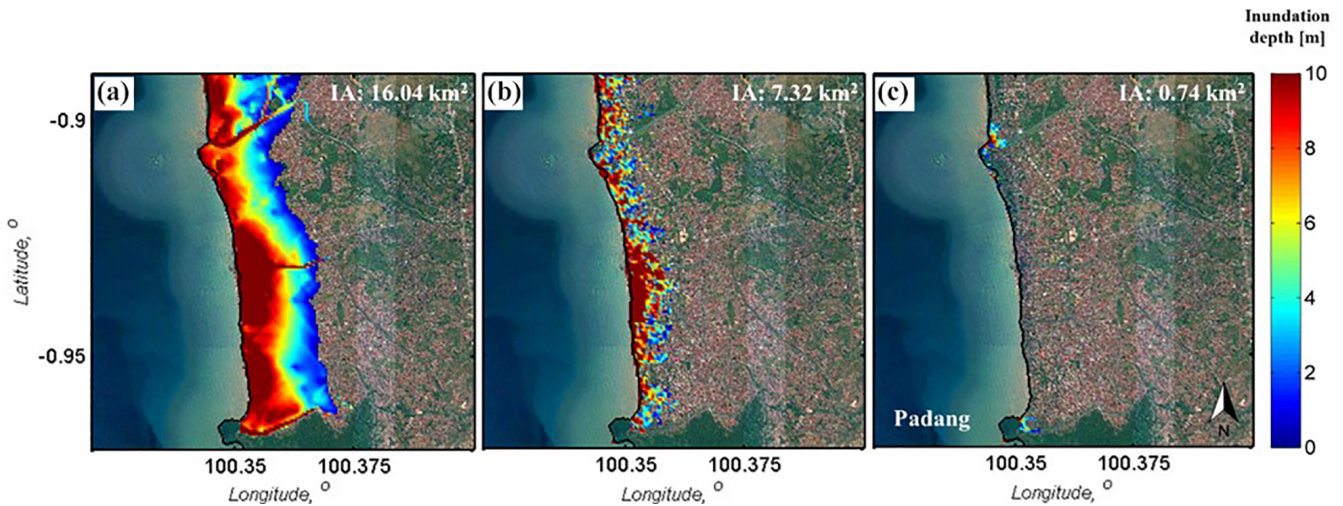 Inundation
depth [m]
(a) IA: 16.04 km²
(b) IA: 7.32 km²
(c) IA: 0.74 km²
10
8
6
4
2
0
-0.9
-0.95
Latitude, °
Padang
N
100.35 100.375
100.35 100.375
100.35 100.375
Longitude, °
Longitude, °
Longitude, °